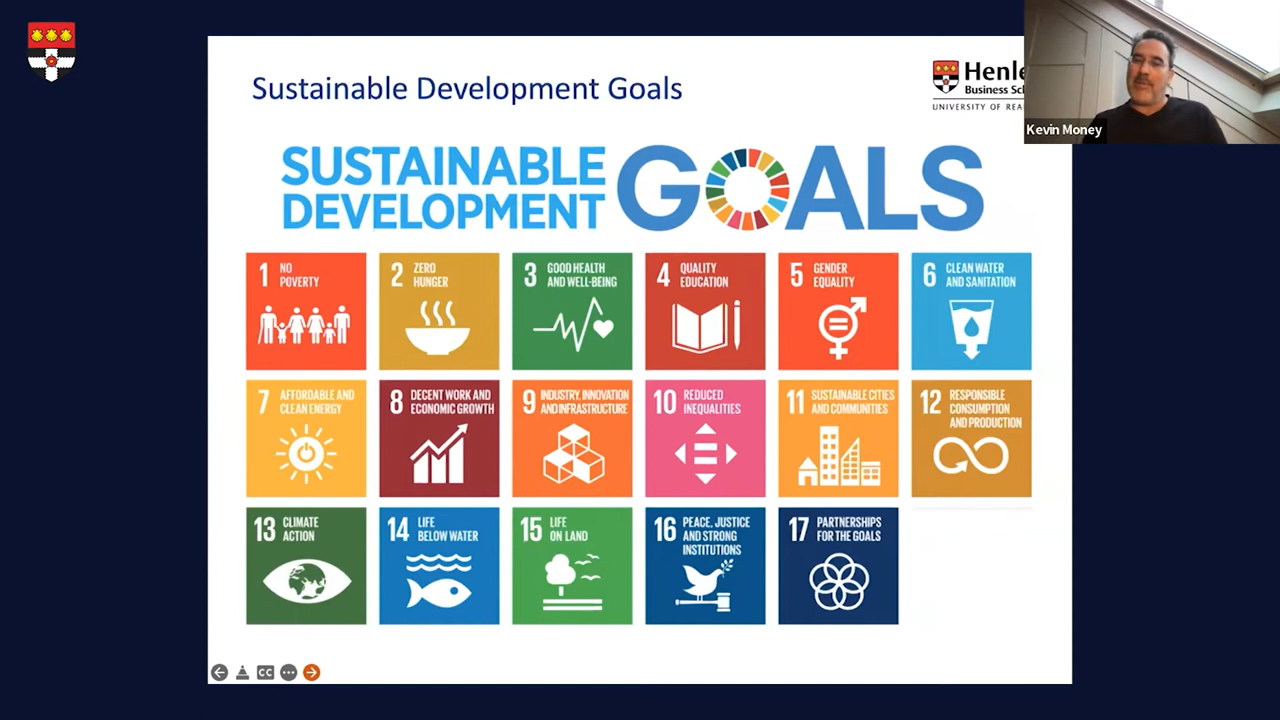 Sustainable Development Goals
Henle
Business Sc
UNIVERSITY OF REA
Kevin Money
SUSTAINABLE
DEVELOPMENT
GOALS
1 NO
POVERTY
2 ZERO
HUNGER
3 GOOD HEALTH
AND WELL-BEING
4 QUALITY
EDUCATION
5 GENDER
EQUALITY
6 CLEAN WATER
AND SANITATION
7 AFFORDABLE AND
CLEAN ENERGY
8 DECENT WORK AND
ECONOMIC GROWTH
9 INDUSTRY, INNOVATION
AND INFRASTRUCTURE
10 REDUCED
INEQUALITIES
11 SUSTAINABLE CITIES
AND COMMUNITIES
12 RESPONSIBLE
CONSUMPTION
AND PRODUCTION
13 CLIMATE
ACTION
14 LIFE
BELOW WATER
15 LIFE
ON LAND
16 PEACE, JUSTICE
AND STRONG
INSTITUTIONS
17 PARTNERSHIPS
FOR THE GOALS
CC